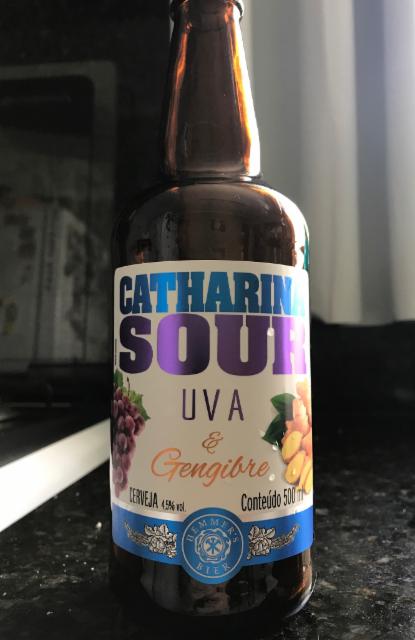 CATHARINA
SOUR
UVA
&
Gengibre
CERVEJA 4,5% vol.
Conteúdo 500 ml
HEMMER'S
BIER